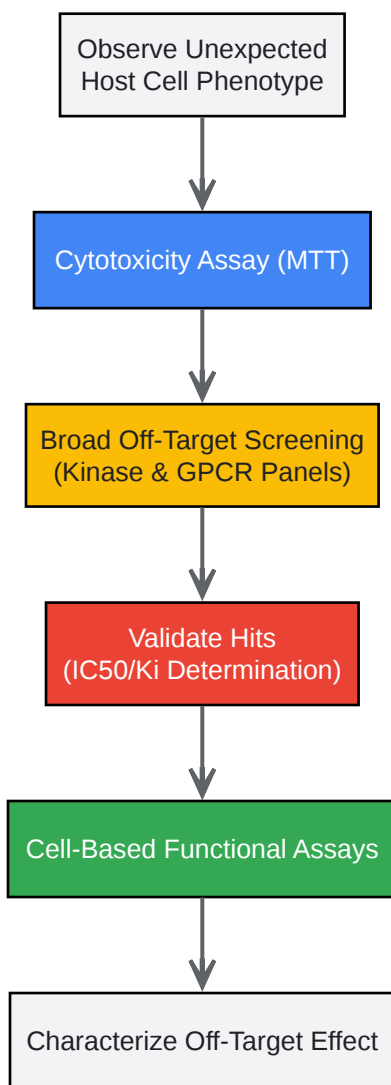 Observe Unexpected
Host Cell Phenotype
Cytotoxicity Assay (MTT)
Broad Off-Target Screening
(Kinase & GPCR Panels)
Validate Hits
(IC50/Ki Determination)
Cell-Based Functional Assays
Characterize Off-Target Effect